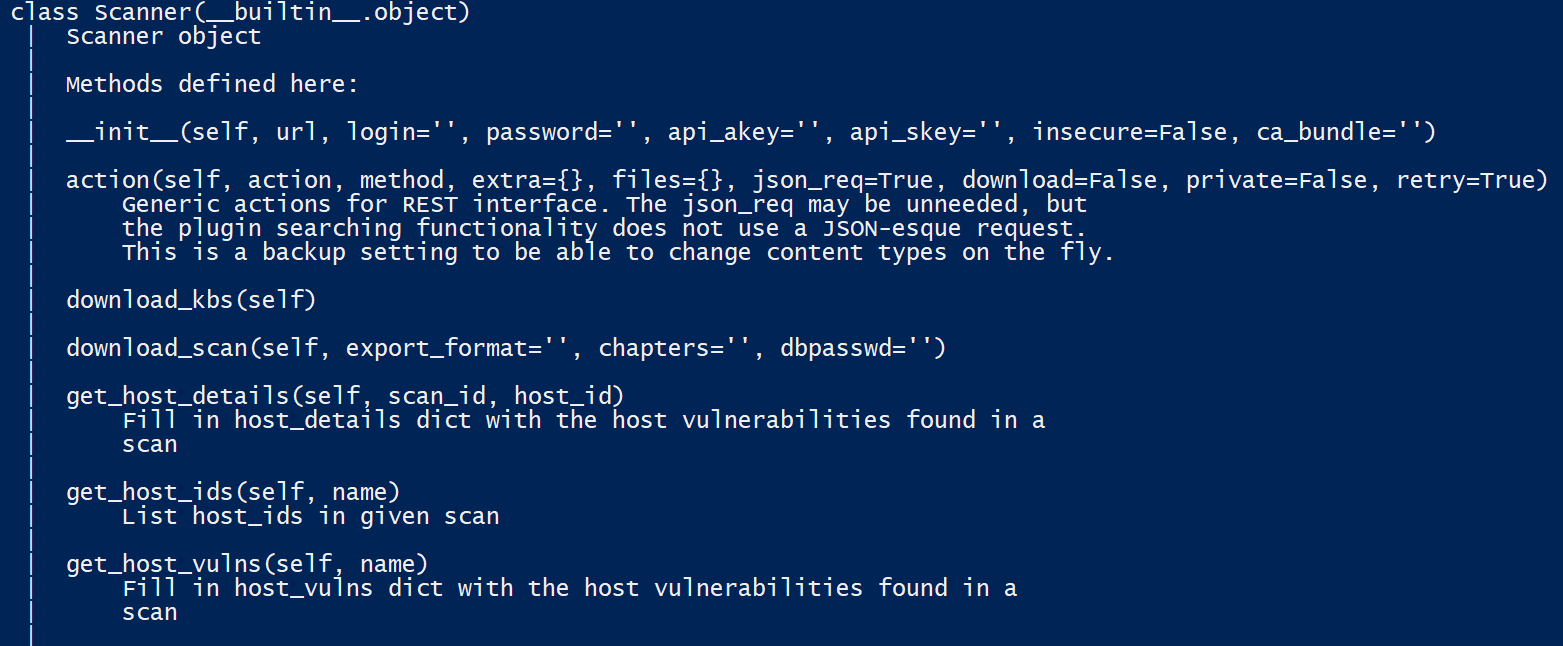 class Scanner(__builtin__.object)
 |  Scanner object
 |
 |  Methods defined here:
 |
 |  __init__(self, url, login='', password='', api_akey='', api_skey='', insecure=False, ca_bundle='')
 |
 |  action(self, action, method, extra={}, files={}, json_req=True, download=False, private=False, retry=True)
 |      Generic actions for REST interface. The json_req may be unneeded, but
 |      the plugin searching functionality does not use a JSON-esque request.
 |      This is a backup setting to be able to change content types on the fly.
 |
 |  download_kbs(self)
 |
 |  download_scan(self, export_format='', chapters='', dbpasswd='')
 |
 |  get_host_details(self, scan_id, host_id)
 |      Fill in host_details dict with the host vulnerabilities found in a
 |      scan
 |
 |  get_host_ids(self, name)
 |      List host_ids in given scan
 |
 |  get_host_vulns(self, name)
 |      Fill in host_vulns dict with the host vulnerabilities found in a
 |      scan
 |